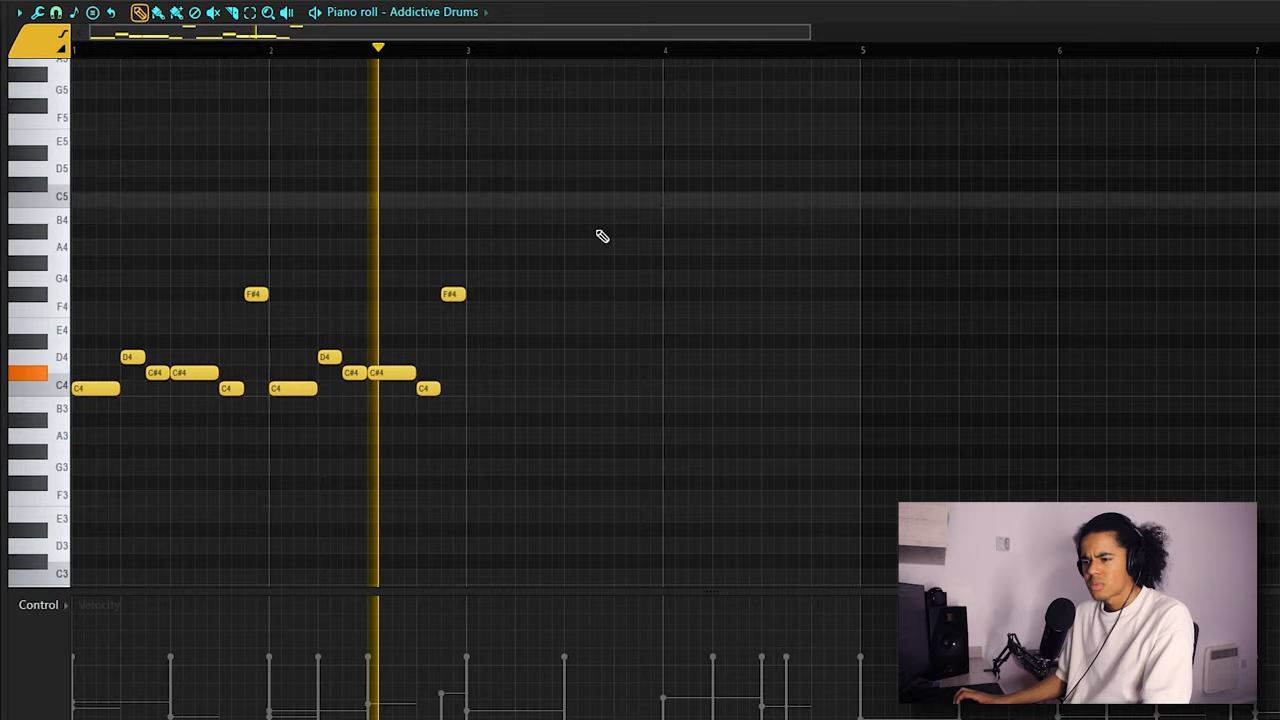 Piano roll - Addictive Drums
1 2 3 4 5 6 7
G5
F5
E5
D5
C5
B4
A4
G4
F#4 F#4
F4
E4
D4 D4 D4
C#4 C#4 C#4 C#4
C4 C4 C4 C4 C4
B3
A3
G3
F3
E3
D3
C3
Control Velocity